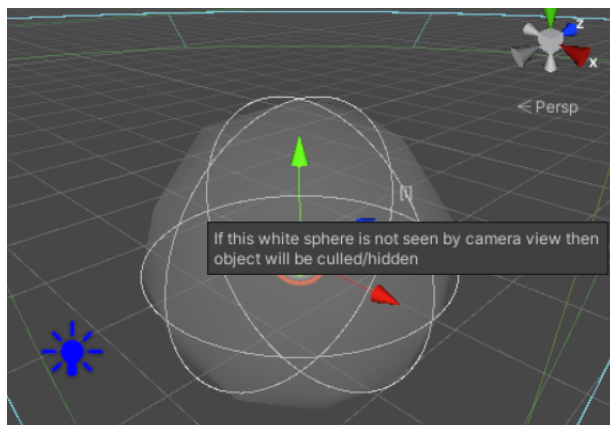 z
x
< Persp
[i]
If this white sphere is not seen by camera view then
object will be culled/hidden